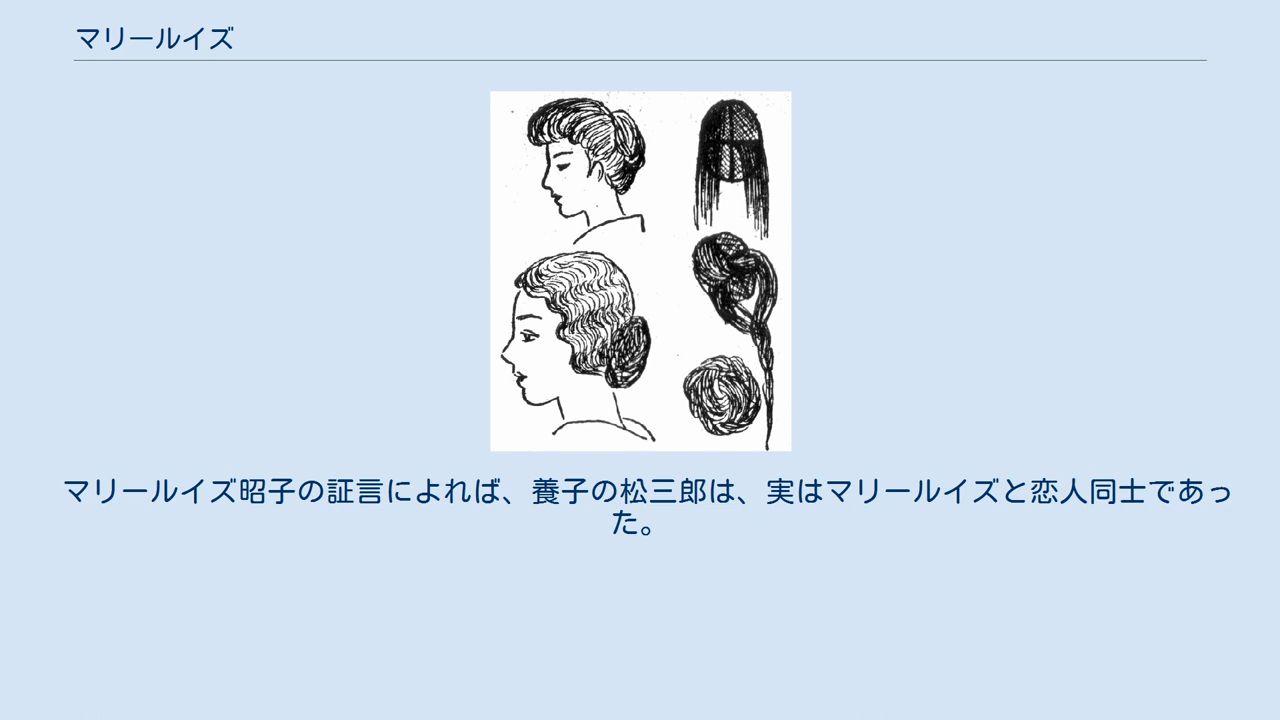 マリールイズ
マリールイズ昭子の証言によれば、養子の松三郎は、実はマリールイズと恋人同士であっ
た。